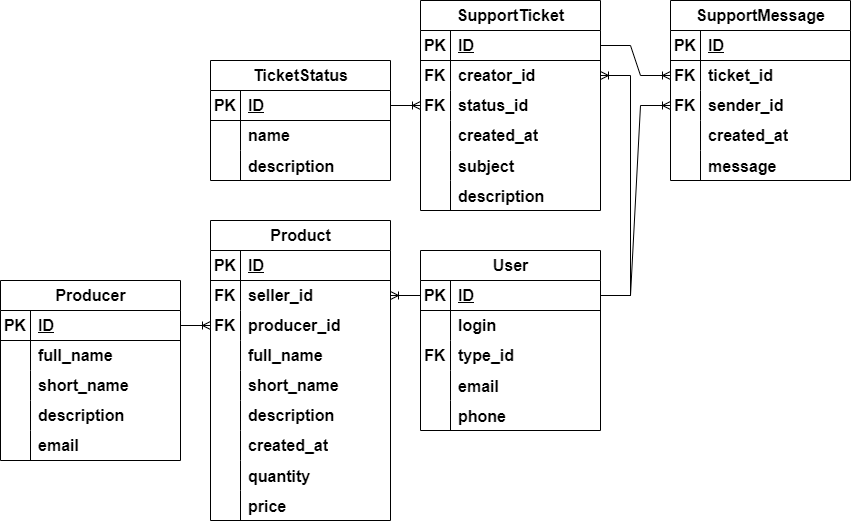 SupportTicket
PK ID
FK creator_id
FK status_id
created_at
subject
description
SupportMessage
PK ID
FK ticket_id
FK sender_id
created_at
message
TicketStatus
PK ID
name
description
Product
PK ID
FK seller_id
FK producer_id
full_name
short_name
description
created_at
quantity
price
User
PK ID
login
FK type_id
email
phone
Producer
PK ID
full_name
short_name
description
email